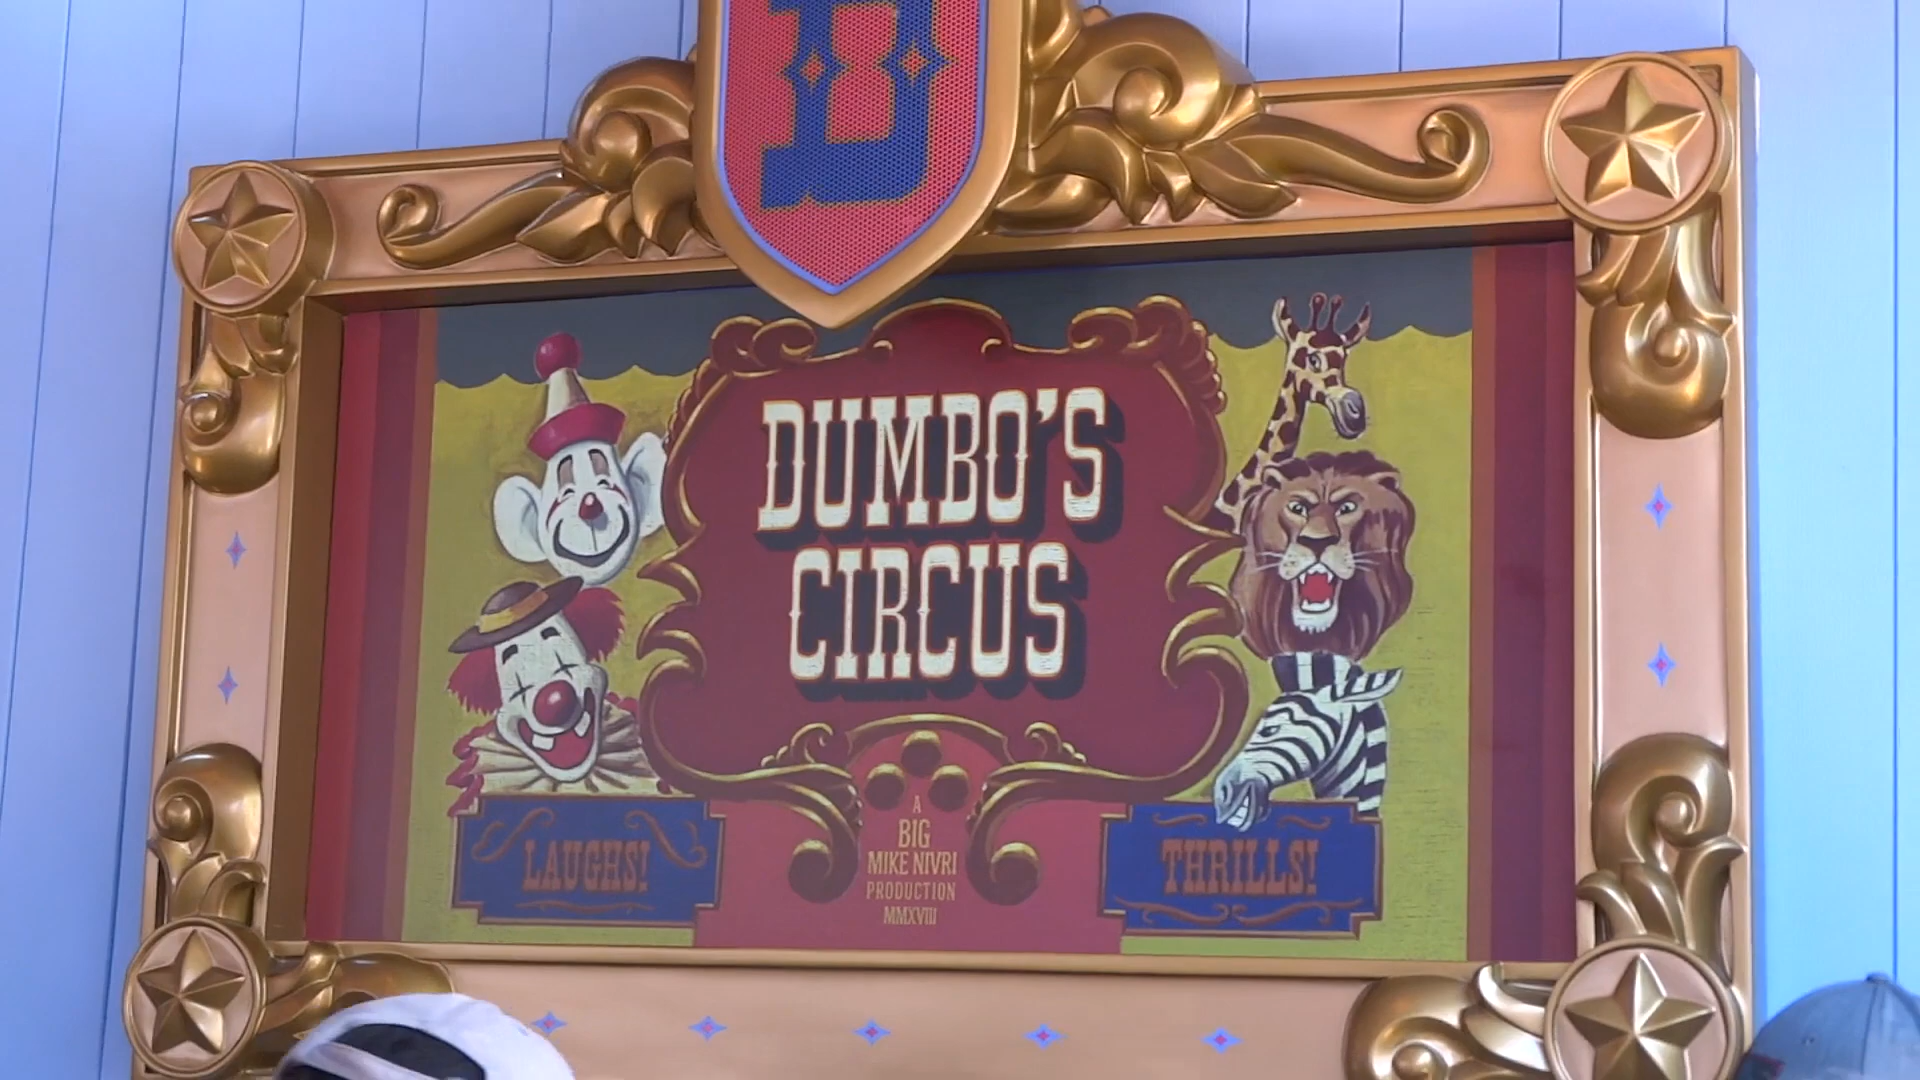 D
DUMBO'S
CIRCUS
LAUGHS!
A
BIG
MIKE NIVRI
PRODUCTION
MMXVIII
THRILLS!